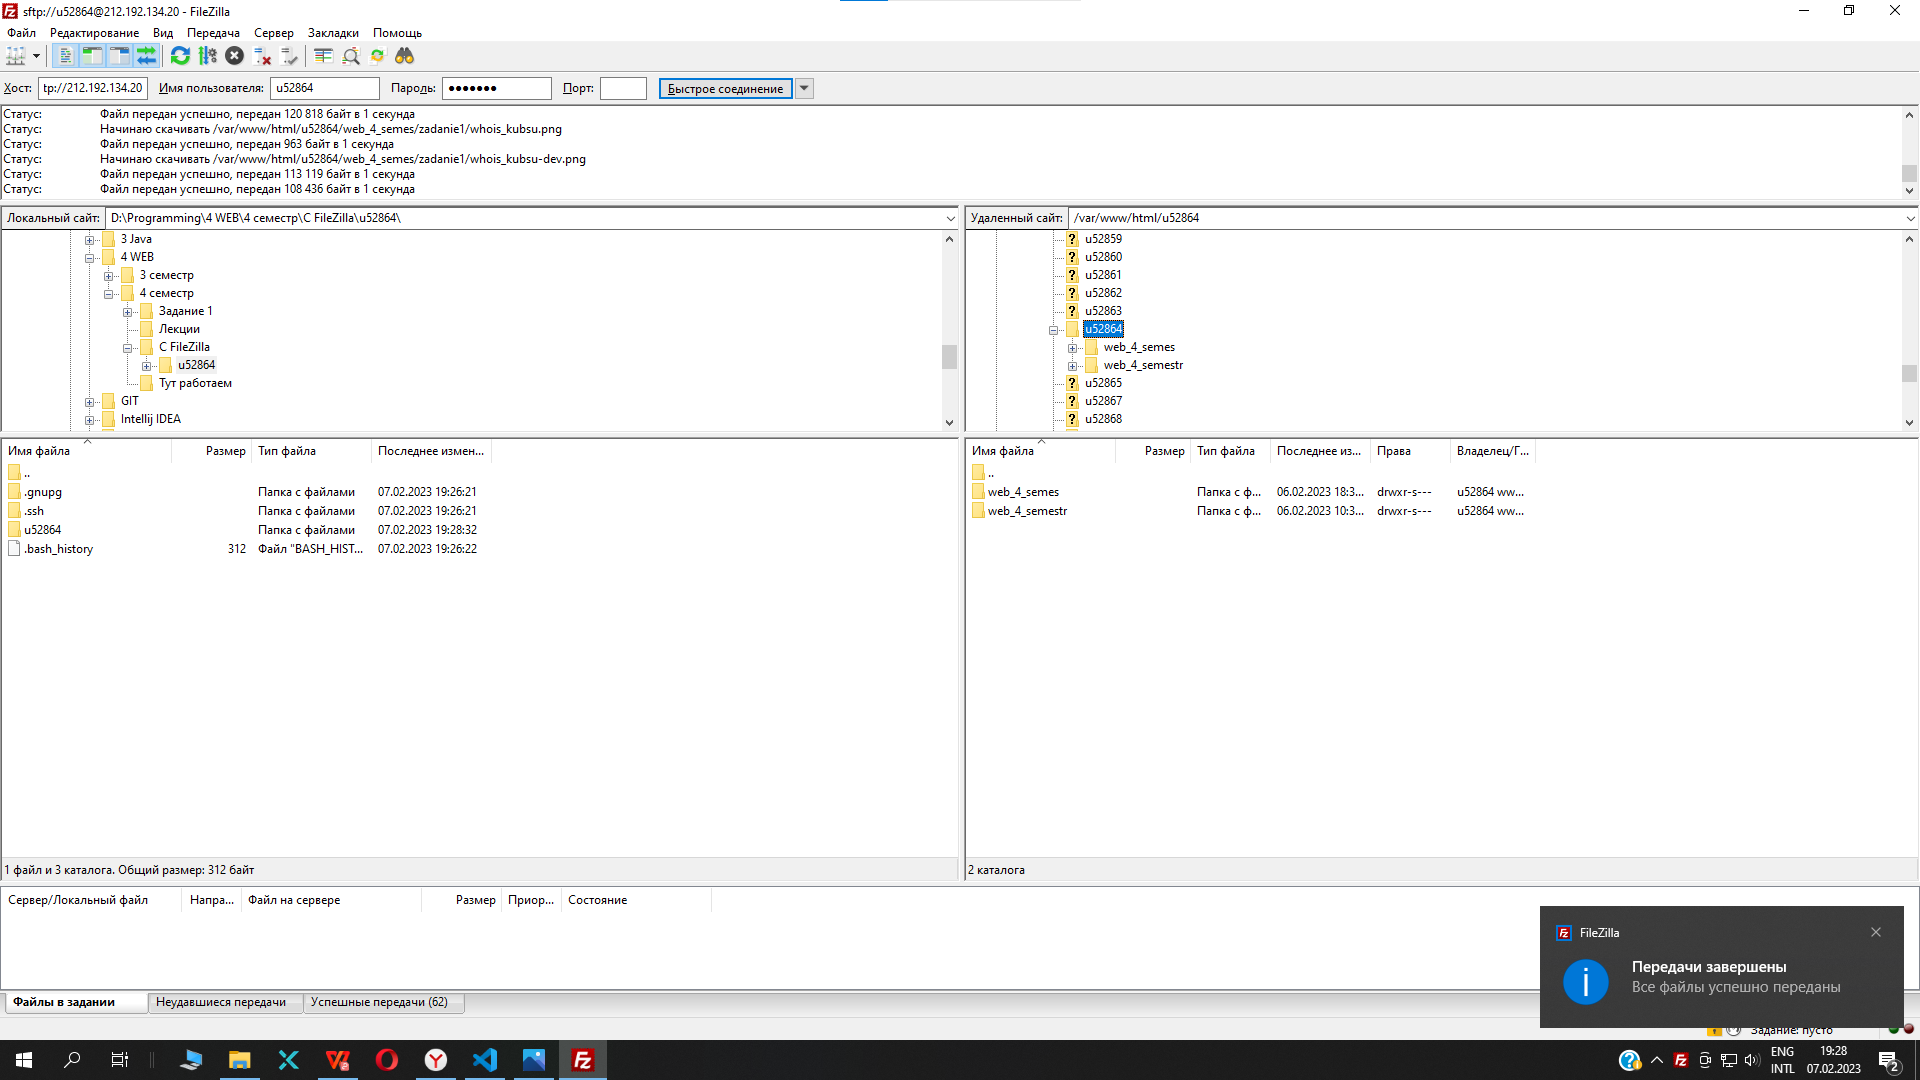 sftp://u52864@212.192.134.20 - FileZilla
Файл Редактирование Вид Передача Сервер Закладки Помощь
Хост: tp://212.192.134.20 Имя пользователя: u52864 Пароль: ●●●●●●● Порт: Быстрое соединение
Статус: Файл передан успешно, передан 120 818 байт в 1 секунда
Статус: Начинаю скачивать /var/www/html/u52864/web_4_semes/zadanie1/whois_kubsu.png
Статус: Файл передан успешно, передан 963 байт в 1 секунда
Статус: Начинаю скачивать /var/www/html/u52864/web_4_semes/zadanie1/whois_kubsu-dev.png
Статус: Файл передан успешно, передан 113 119 байт в 1 секунда
Статус: Файл передан успешно, передан 108 436 байт в 1 секунда
Локальный сайт: D:\Programming\4 WEB\4 семестр\C FileZilla\u52864\
3 Java
4 WEB
3 семестр
4 семестр
Задание 1
Лекции
C FileZilla
u52864
Тут работаем
GIT
Intellij IDEA
Удаленный сайт: /var/www/html/u52864
u52859
u52860
u52861
u52862
u52863
u52864
web_4_semes
web_4_semestr
u52865
u52867
u52868
Имя файла Размер Тип файла Последнее измен...
..
.gnupg Папка с файлами 07.02.2023 19:26:21
.ssh Папка с файлами 07.02.2023 19:26:21
u52864 Папка с файлами 07.02.2023 19:28:32
.bash_history 312 Файл "BASH_HIST... 07.02.2023 19:26:22
1 файл и 3 каталога. Общий размер: 312 байт
Имя файла Размер Тип файла Последнее из... Права Владелец/Г...
..
web_4_semes Папка с ф... 06.02.2023 18:3... drwxr-s--- u52864 ww...
web_4_semestr Папка с ф... 06.02.2023 10:3... drwxr-s--- u52864 ww...
2 каталога
Сервер/Локальный файл Напра... Файл на сервере Размер Приор... Состояние
FileZilla
Передачи завершены
Все файлы успешно переданы
Файлы в задании Неудавшиеся передачи Успешные передачи (62)
Задание: пусто
ENG
INTL
19:28
07.02.2023
2